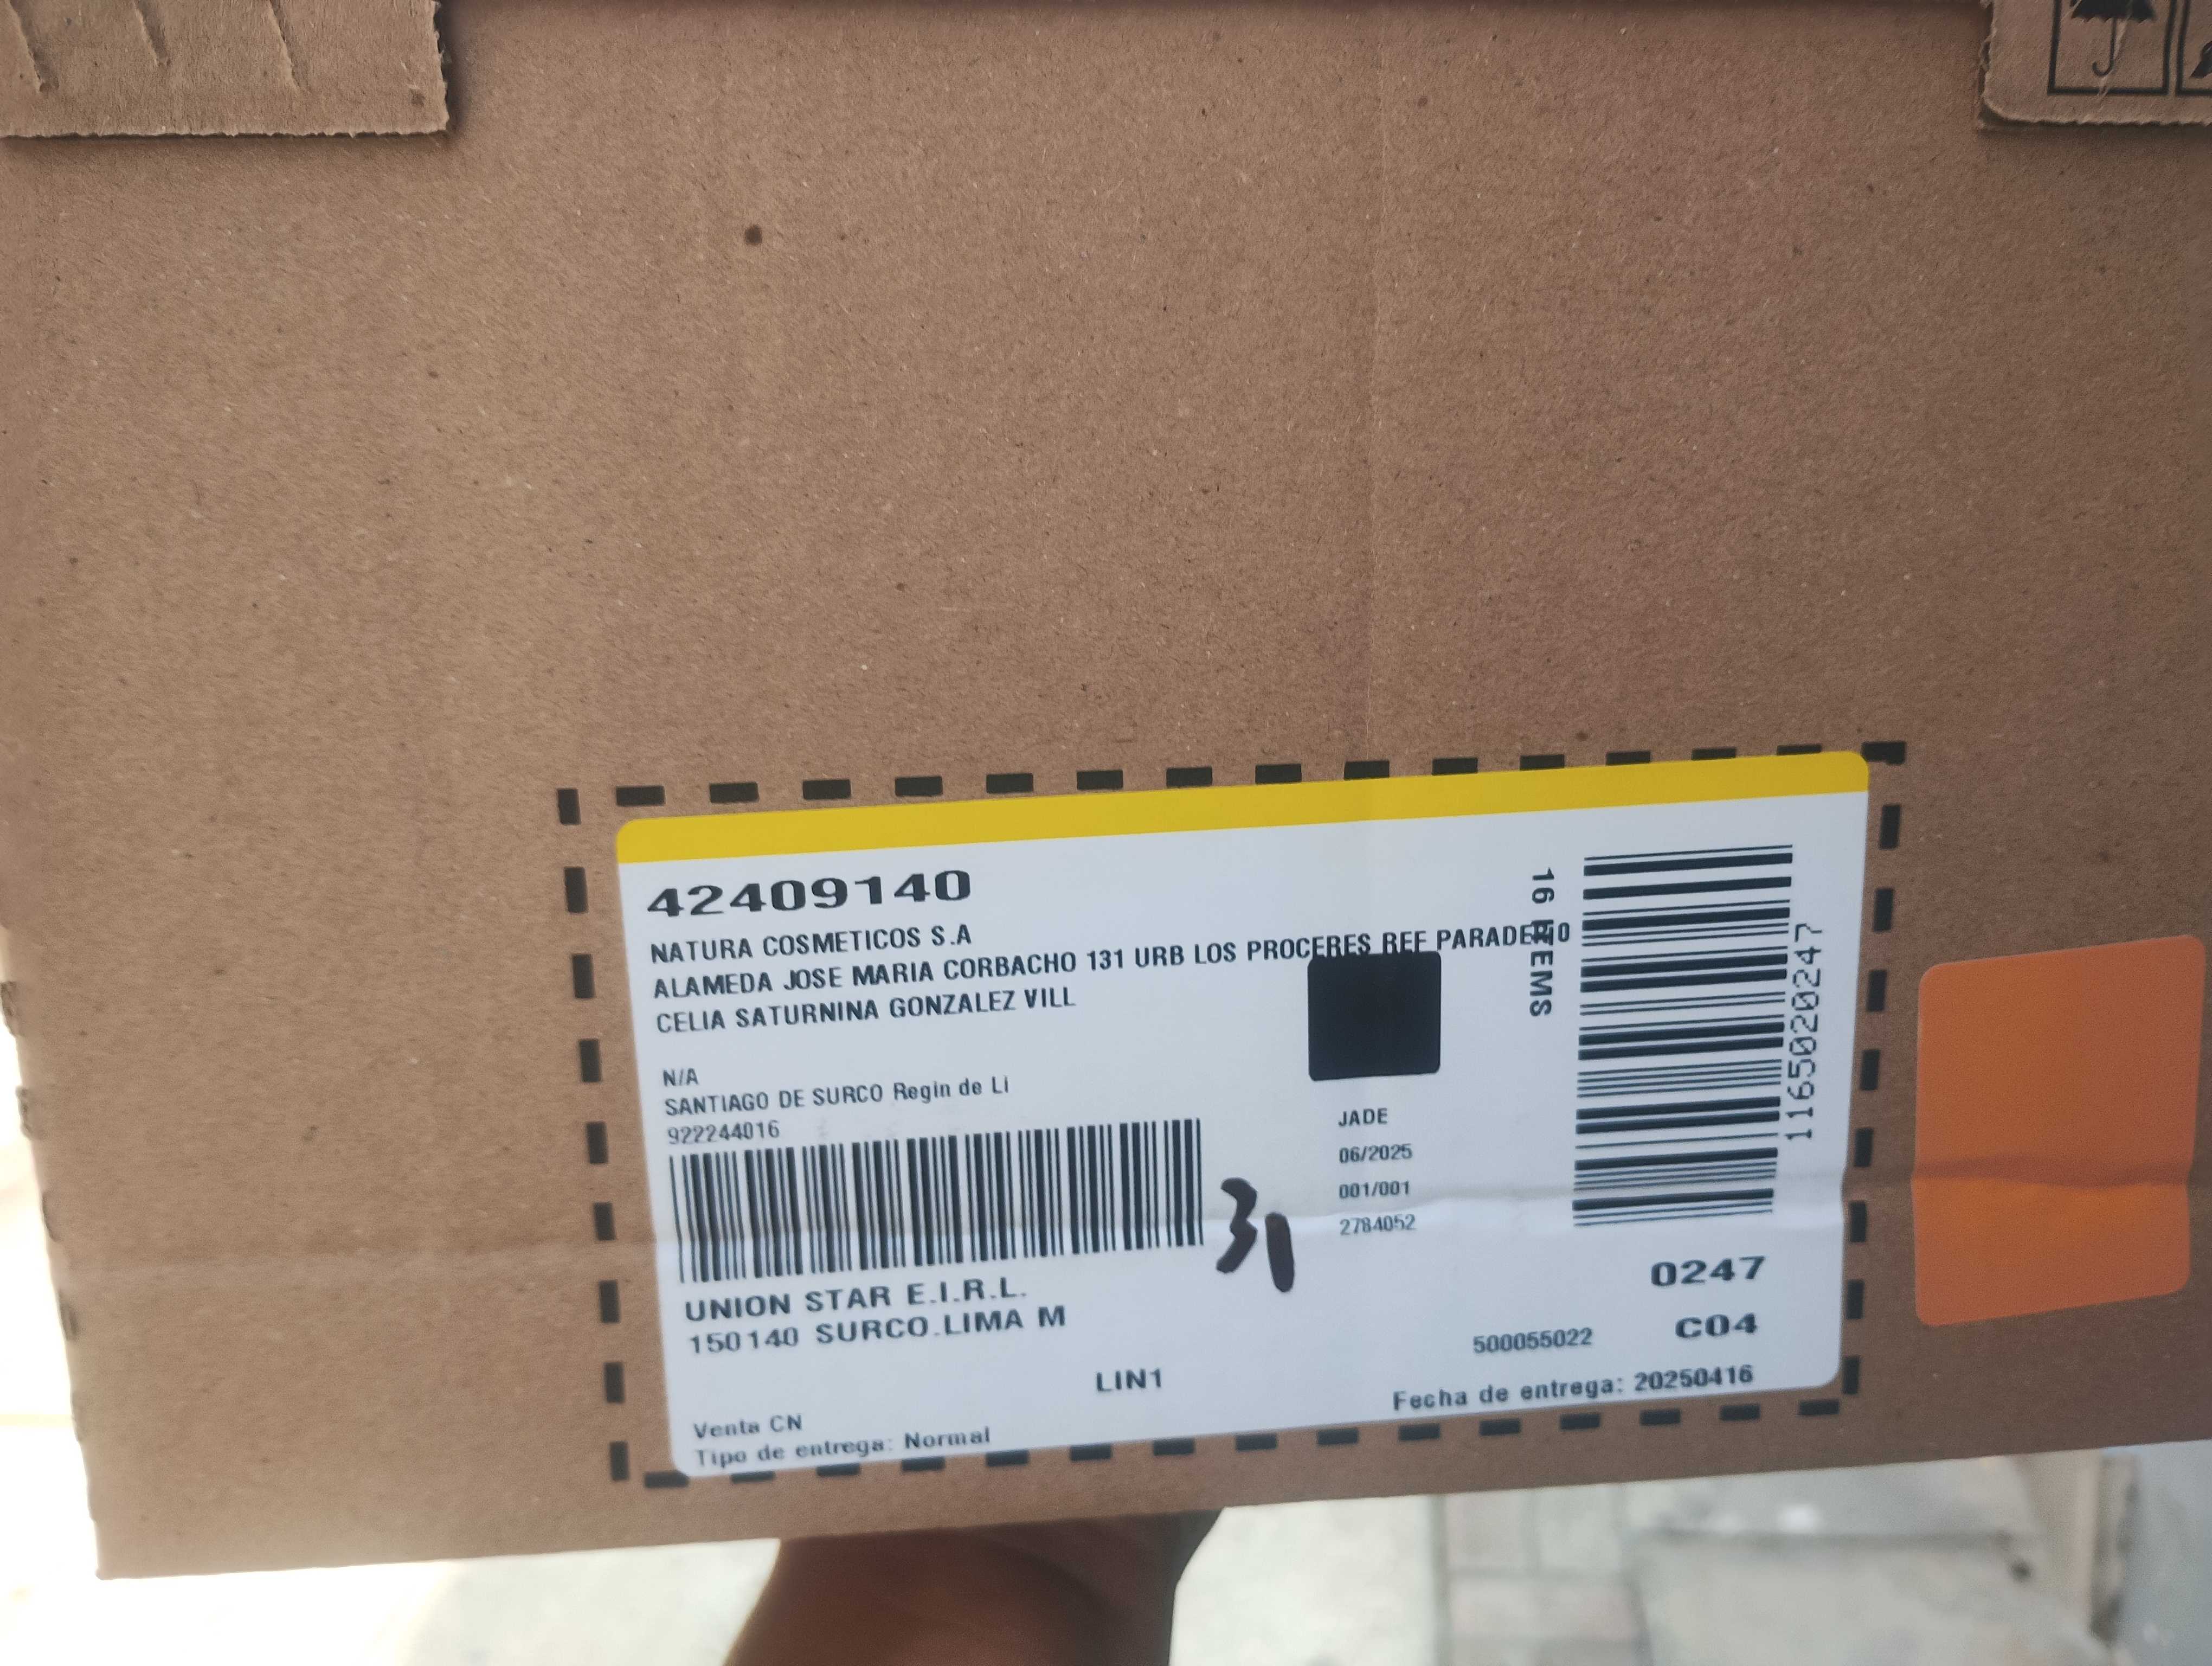 42409140
NATURA COSMETICOS S.A
ALAMEDA JOSE MARIA CORBACHO 131 URB LOS PROCERES REF PARADERO
CELIA SATURNINA GONZALEZ VILL
N/A
SANTIAGO DE SURCO Regin de Li
922244016
31
UNION STAR E.I.R.L.
150140 SURCO.LIMA M
LIN1
Venta CN
Tipo de entrega: Normal
JADE
06/2025
001/001
2784052
16 ITEMS
1165020247
0247
C04
500055022
Fecha de entrega: 20250416